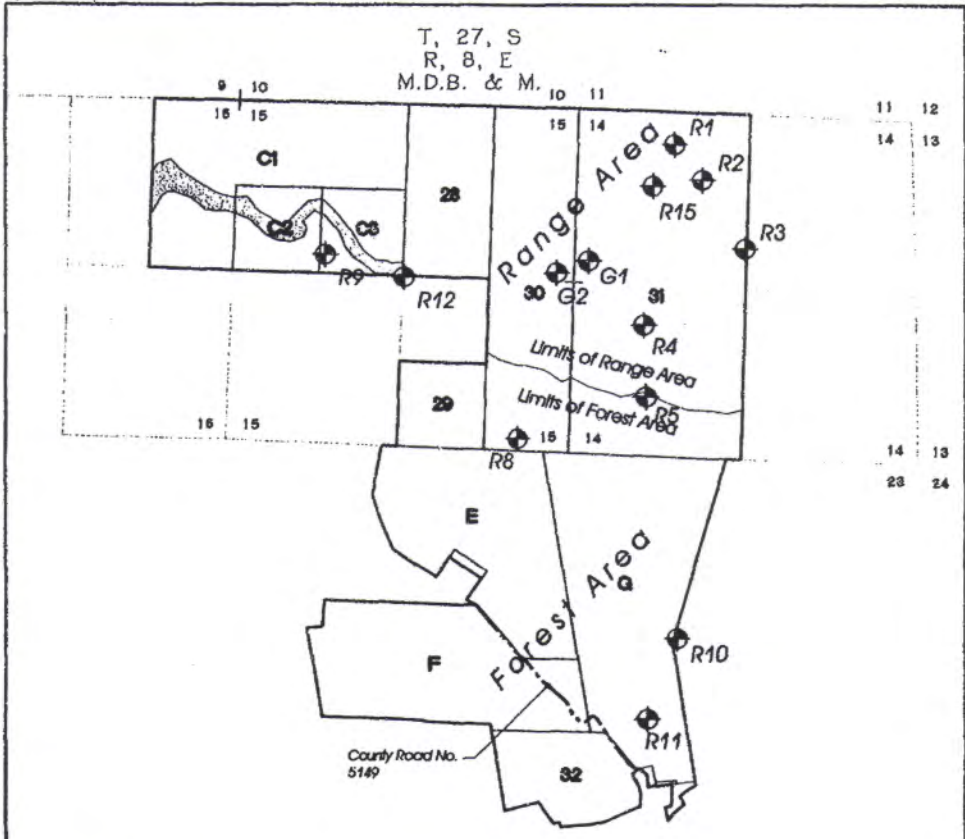 T, 27, S
R, 8, E
M.D.B. & M.
9 10
16 15
10 11
15 14
11 12
14 13
C1
C2
C3
28
Range Area
R1
R2
R15
R3
R9
R12
30
G2
G1
31
R4
Limits of Range Area
Limits of Forest Area
R5
29
16 15
R8
15 14
14 13
23 24
E
Forest Area
G
R10
F
R11
County Road No.
5149
32